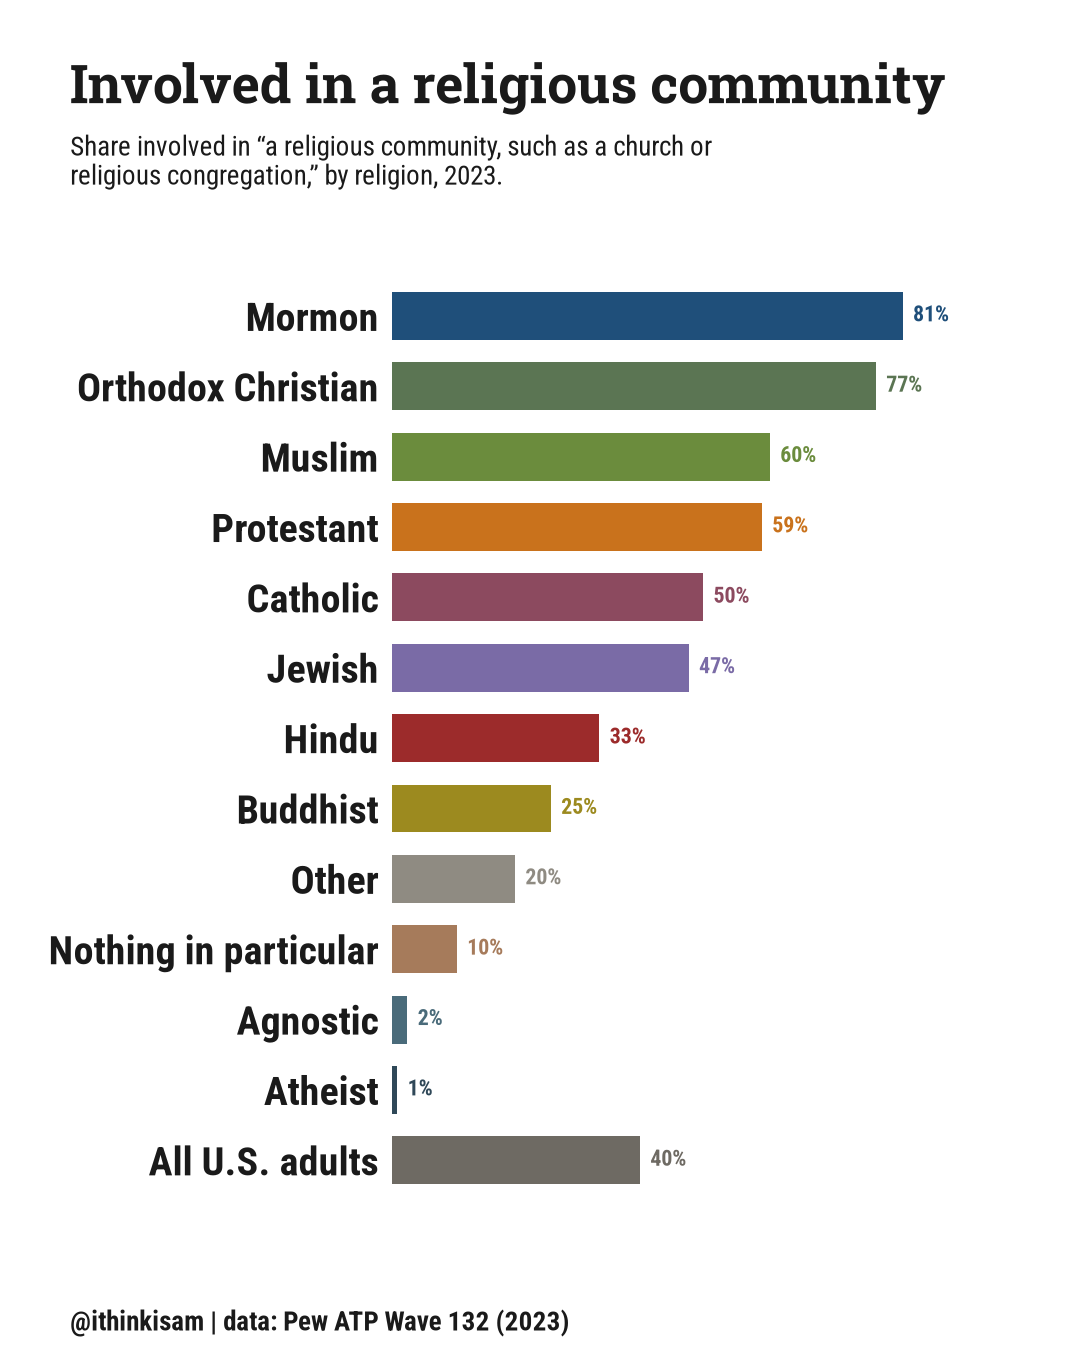 Involved in a religious community
Share involved in “a religious community, such as a church or
religious congregation,” by religion, 2023.
Mormon 81%
Orthodox Christian 77%
Muslim 60%
Protestant 59%
Catholic 50%
Jewish 47%
Hindu 33%
Buddhist 25%
Other 20%
Nothing in particular 10%
Agnostic 2%
Atheist 1%
All U.S. adults 40%
@ithinkisam | data: Pew ATP Wave 132 (2023)